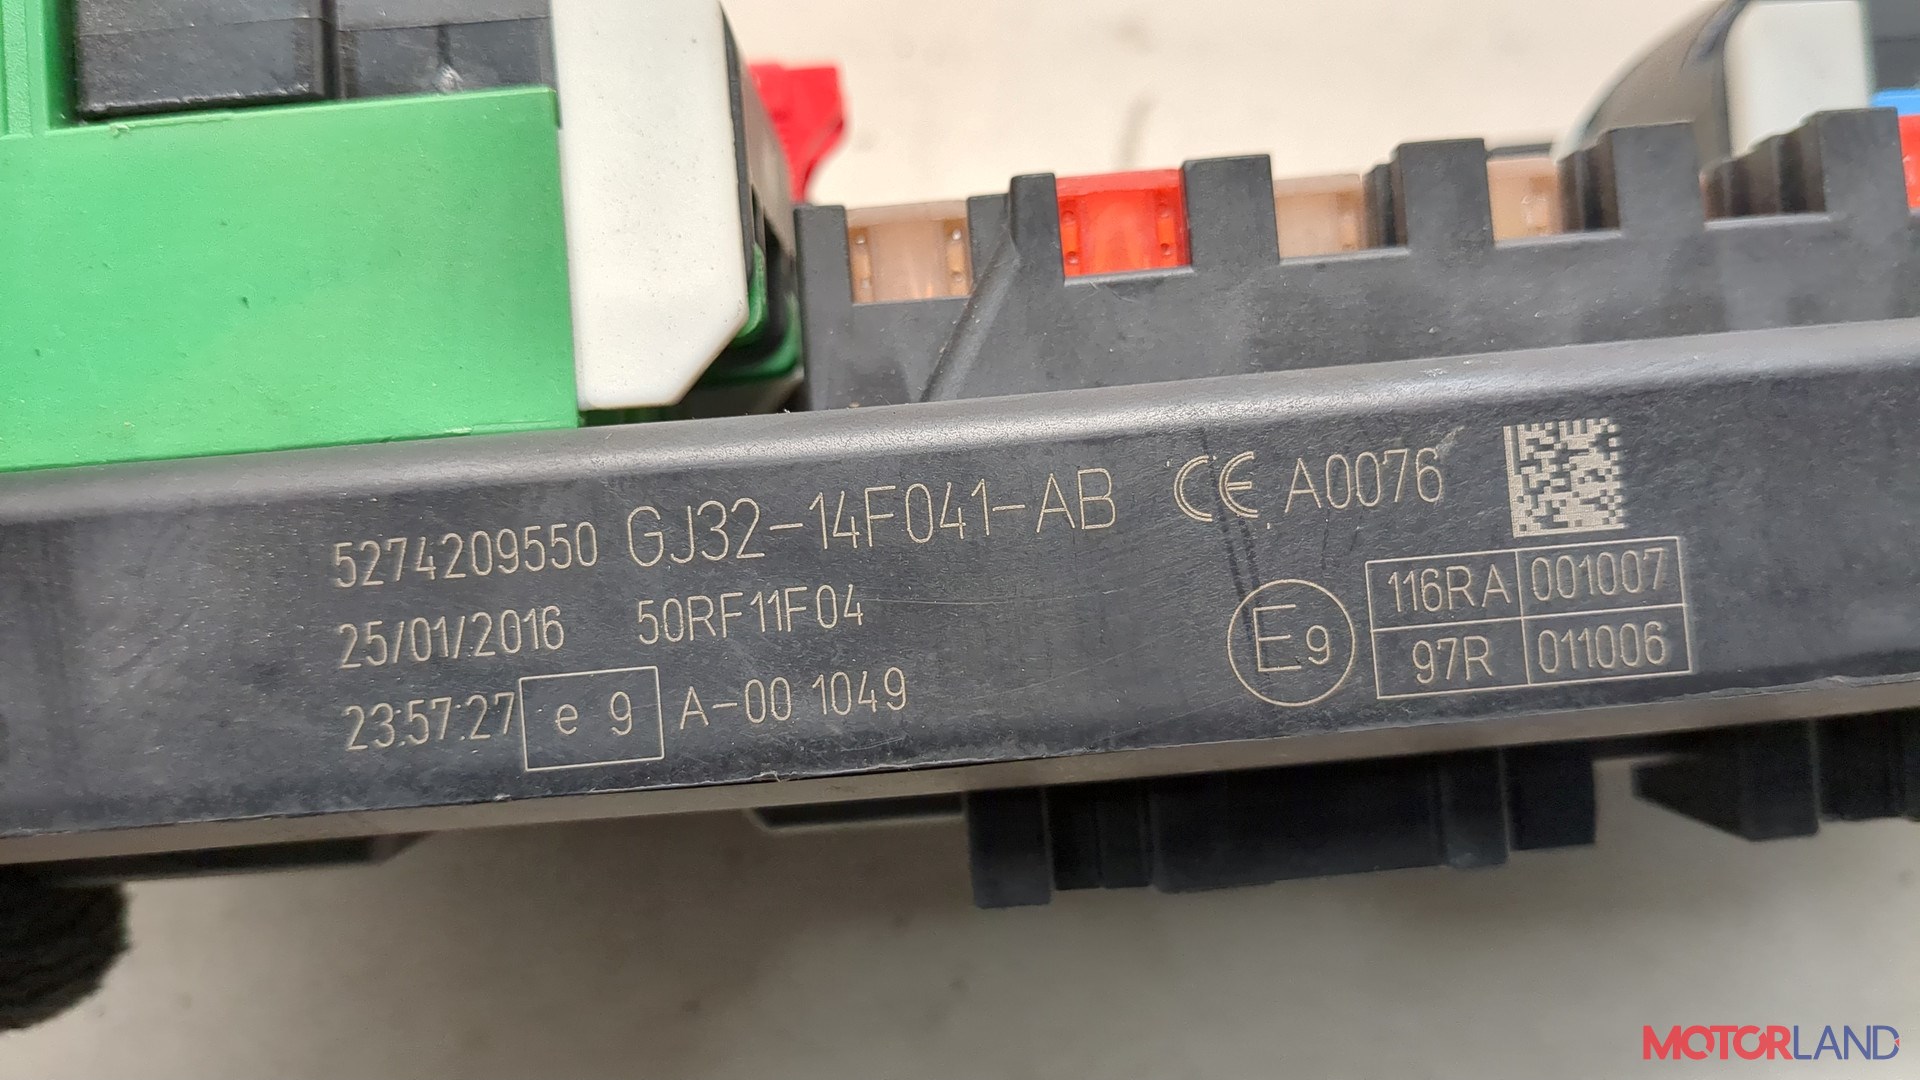 5274209550 GJ32-14F041-AB CE A0076
25/01/2016 50RF11F04
23:57:27 e 9 A-00 1049
E9 116RA 001007
97R 011006
MOTORLAND